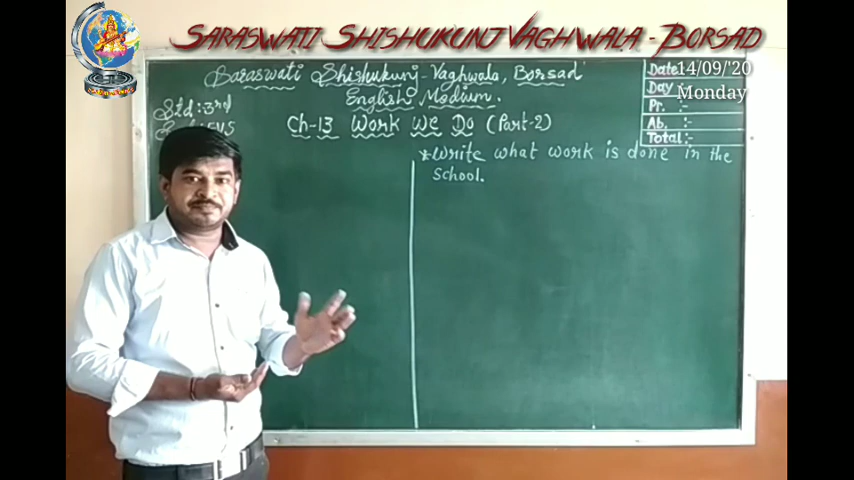 SARASWATI SHISHUKUNJ VAGHWALA - BORSAD
Saraswati Shishukunj - Vaghwala, Borsad
English Medium.
Date 14/09/'20
Day Monday
Pr. :-
Ab. :-
Total :-
Std : 3rd
Ch-13 Work We Do (Part-2)
*Write what work is done in the
School.